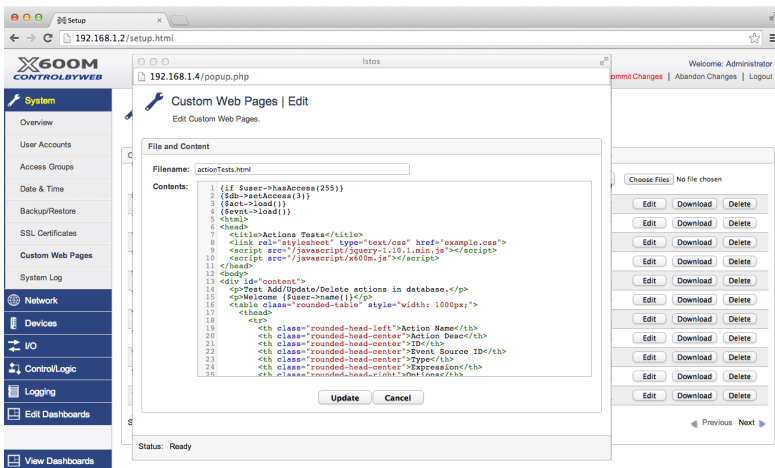 Setup
192.168.1.2/setup.html
X600M
CONTROLBYWEB
Welcome: Administrator
ommit Changes | Abandon Changes | Logout
System
Overview
User Accounts
Access Groups
Date & Time
Backup/Restore
SSL Certificates
Custom Web Pages
System Log
Network
Devices
I/O
Control/Logic
Logging
Edit Dashboards
View Dashboards
Istos
192.168.1.4/popup.php
Custom Web Pages | Edit
Edit Custom Web Pages.
File and Content
Filename: actionTests.html
Contents:
1 {if $user->hasAccess(255)}
2 {$db->setAccess(3)}
3 {$act->load()}
4 {$evnt->load()}
5 <html>
6 <head>
7 <title>Actions Tests</title>
8 <link rel="stylesheet" type="text/css" href="example.css">
9 <script src="/javascript/jquery-1.10.1.min.js"></script>
10 <script src="/javascript/x600m.js"></script>
11 </head>
12 <body>
13 <div id="content">
14 <p>Test Add/Update/Delete actions in database.</p>
15 <p>Welcome {$user->name()}</p>
16 <table class="rounded-table" style="width: 1000px;">
17 <thead>
18 <tr>
19 <th class="rounded-head-left">Action Name</th>
20 <th class="rounded-head-center">Action Desc</th>
21 <th class="rounded-head-center">ID</th>
22 <th class="rounded-head-center">Event Source ID</th>
23 <th class="rounded-head-center">Type</th>
24 <th class="rounded-head-center">Expression</th>
25 <th class="rounded-head-right">Options</th>
Update Cancel
Status: Ready
Choose Files No file chosen
Edit Download Delete
Edit Download Delete
Edit Download Delete
Edit Download Delete
Edit Download Delete
Edit Download Delete
Edit Download Delete
Edit Download Delete
Edit Download Delete
Edit Download Delete
Edit Download Delete
Previous Next